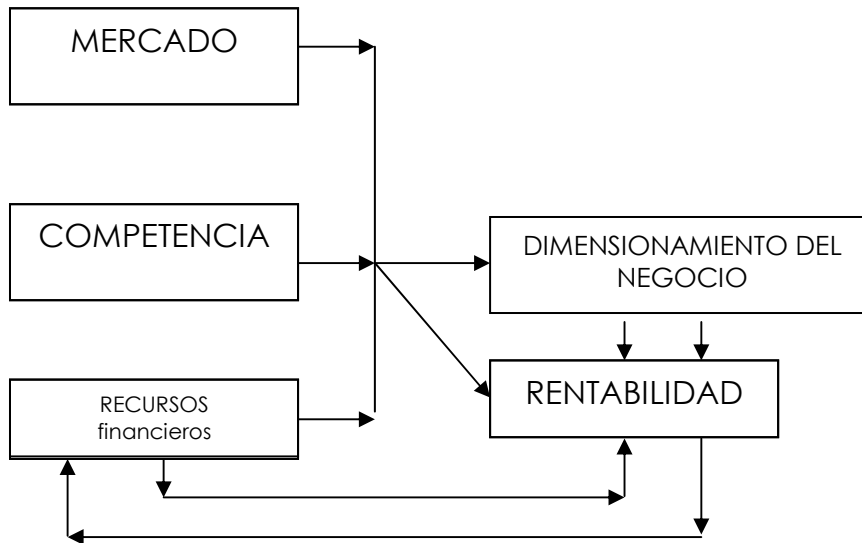 MERCADO
COMPETENCIA
DIMENSIONAMIENTO DEL
NEGOCIO
RECURSOS
financieros
RENTABILIDAD